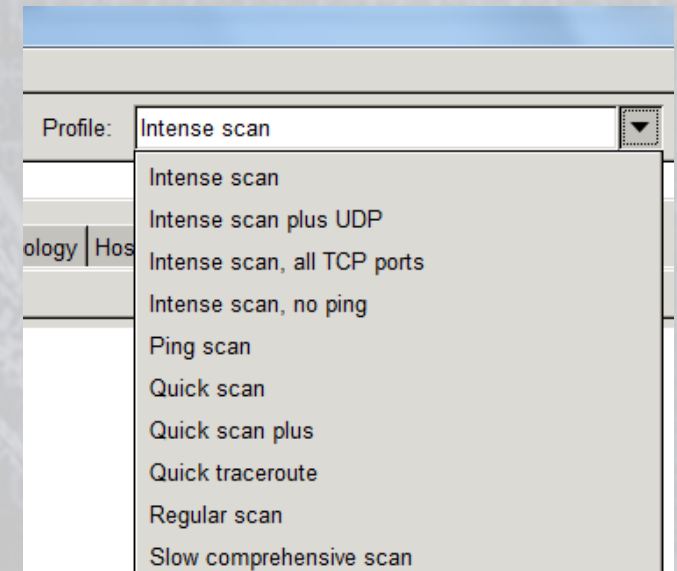 Profile: Intense scan
Intense scan
Intense scan plus UDP
ology Hos
Intense scan, all TCP ports
Intense scan, no ping
Ping scan
Quick scan
Quick scan plus
Quick traceroute
Regular scan
Slow comprehensive scan